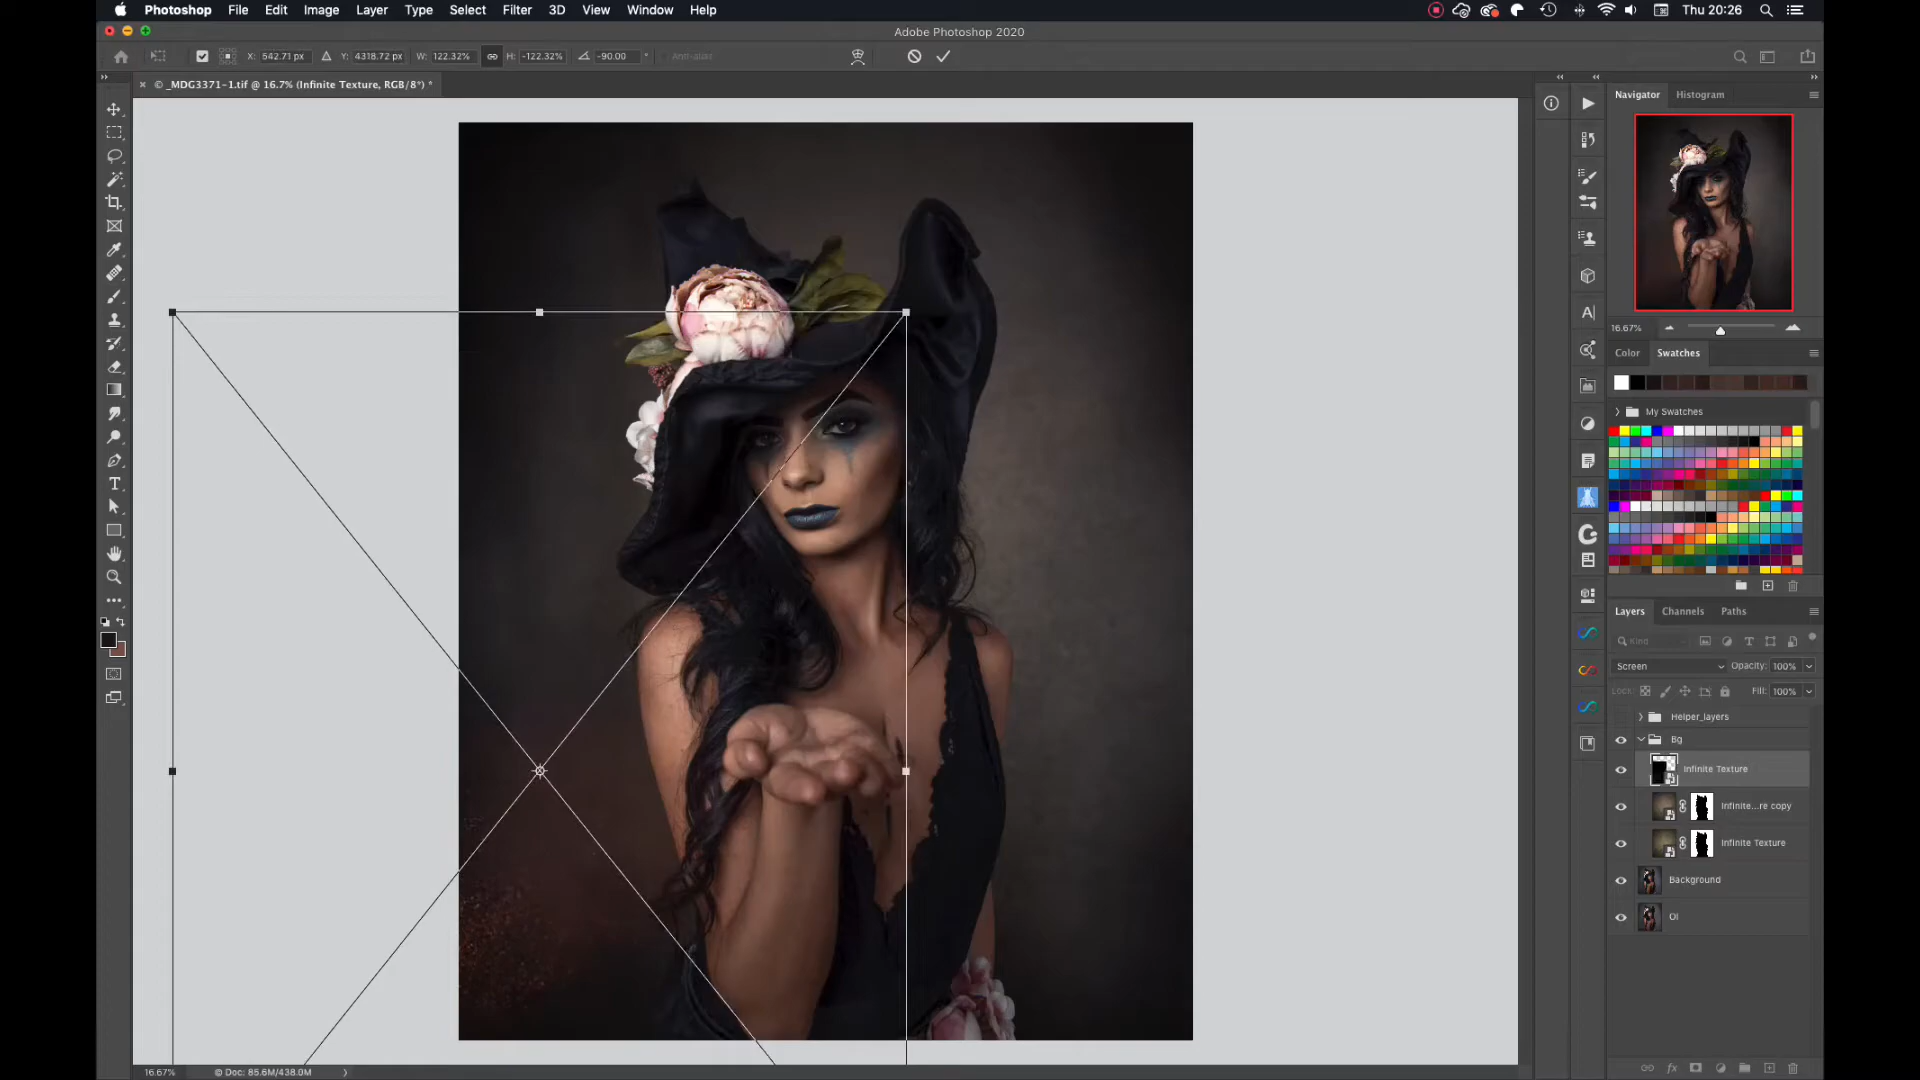 Photoshop File Edit Image Layer Type Select Filter 3D View Window Help Thu 20:26
Adobe Photoshop 2020
X: 642.71 px Y: 4318.72 px W: 122.32% H: -122.32% -90.00 ° Anti-alias
× © _MDG3371-1.tif @ 16.7% (Infinite Texture, RGB/8*) *
Navigator Histogram
16.67%
Color Swatches
My Swatches
Layers Channels Paths
Kind
Screen Opacity: 100%
Lock: Fill: 100%
Helper_layers
Bg
Infinite Texture
Infinite...re copy
Infinite Texture
Background
16.67% © Doc: 85.6M/438.0M